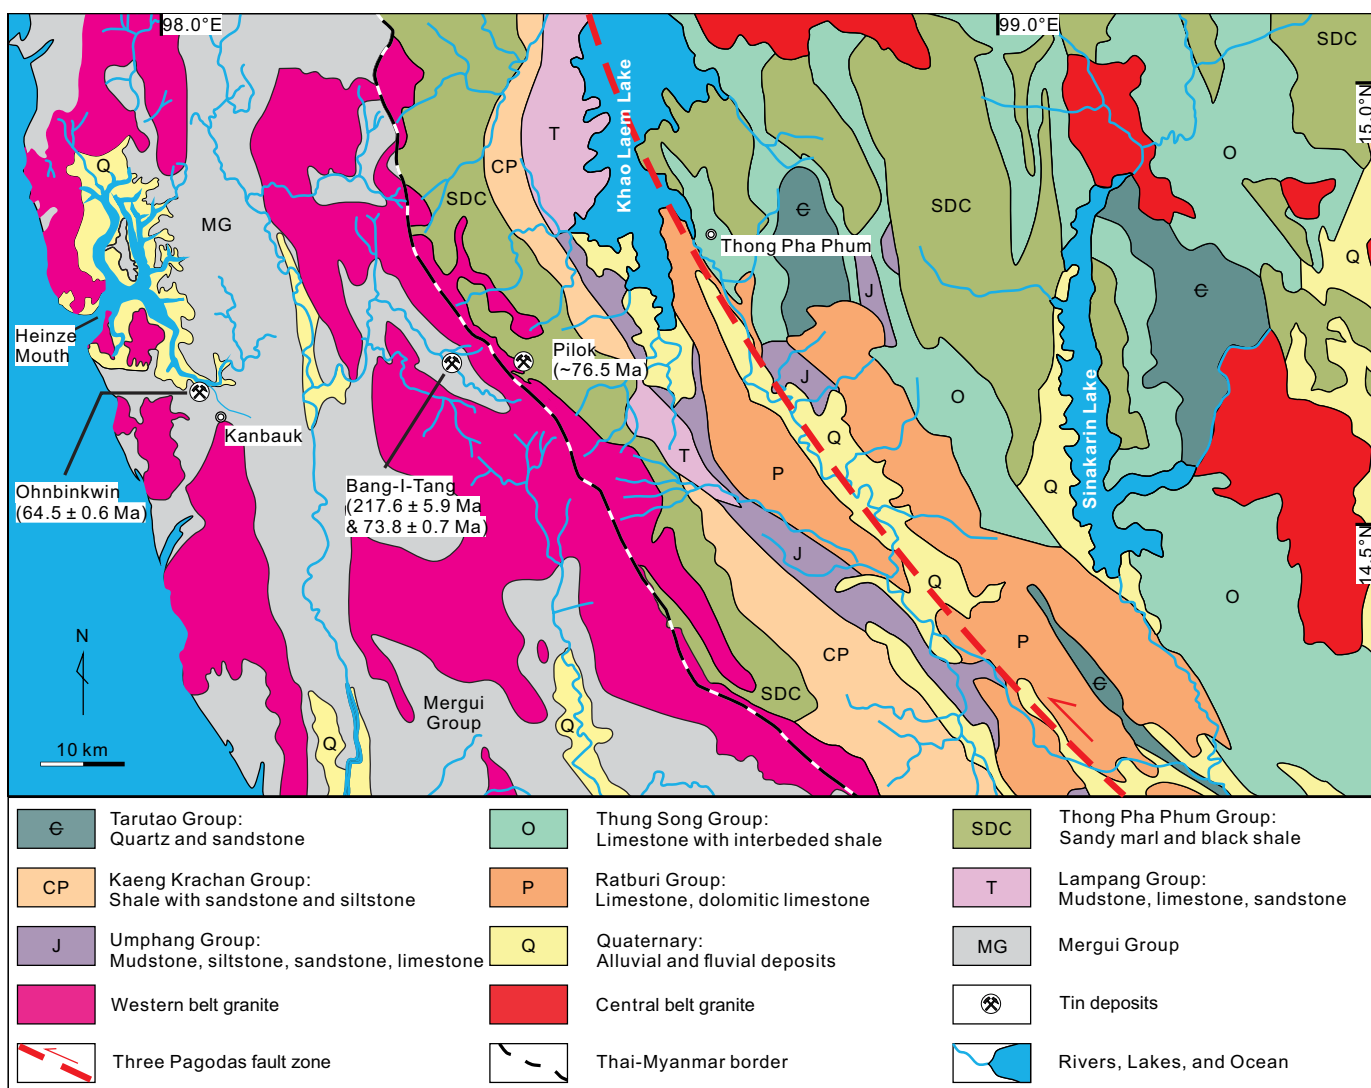 98.0°E
99.0°E
SDC
15.0°N
T
Khao Laem Lake
O
Q
CP
SDC
Є
SDC
MG
Thong Pha Phum
Q
J
Є
Heinze
Mouth
Pilok
(~76.5 Ma)
J
O
Kanbauk
Q
Sinakarin Lake
T
P
Q
Ohnbinkwin
(64.5 ± 0.6 Ma)
Bang-I-Tang
(217.6 ± 5.9 Ma
& 73.8 ± 0.7 Ma)
14.5°N
J
Q
O
N
P
CP
Є
SDC
Mergui
Group
Q
Q
10 km
Є
Tarutao Group:
Quartz and sandstone
O
Thung Song Group:
Limestone with interbeded shale
SDC
Thong Pha Phum Group:
Sandy marl and black shale
CP
Kaeng Krachan Group:
Shale with sandstone and siltstone
P
Ratburi Group:
Limestone, dolomitic limestone
T
Lampang Group:
Mudstone, limestone, sandstone
J
Umphang Group:
Mudstone, siltstone, sandstone, limestone
Q
Quaternary:
Alluvial and fluvial deposits
MG
Mergui Group
Western belt granite
Central belt granite
Tin deposits
Three Pagodas fault zone
Thai-Myanmar border
Rivers, Lakes, and Ocean